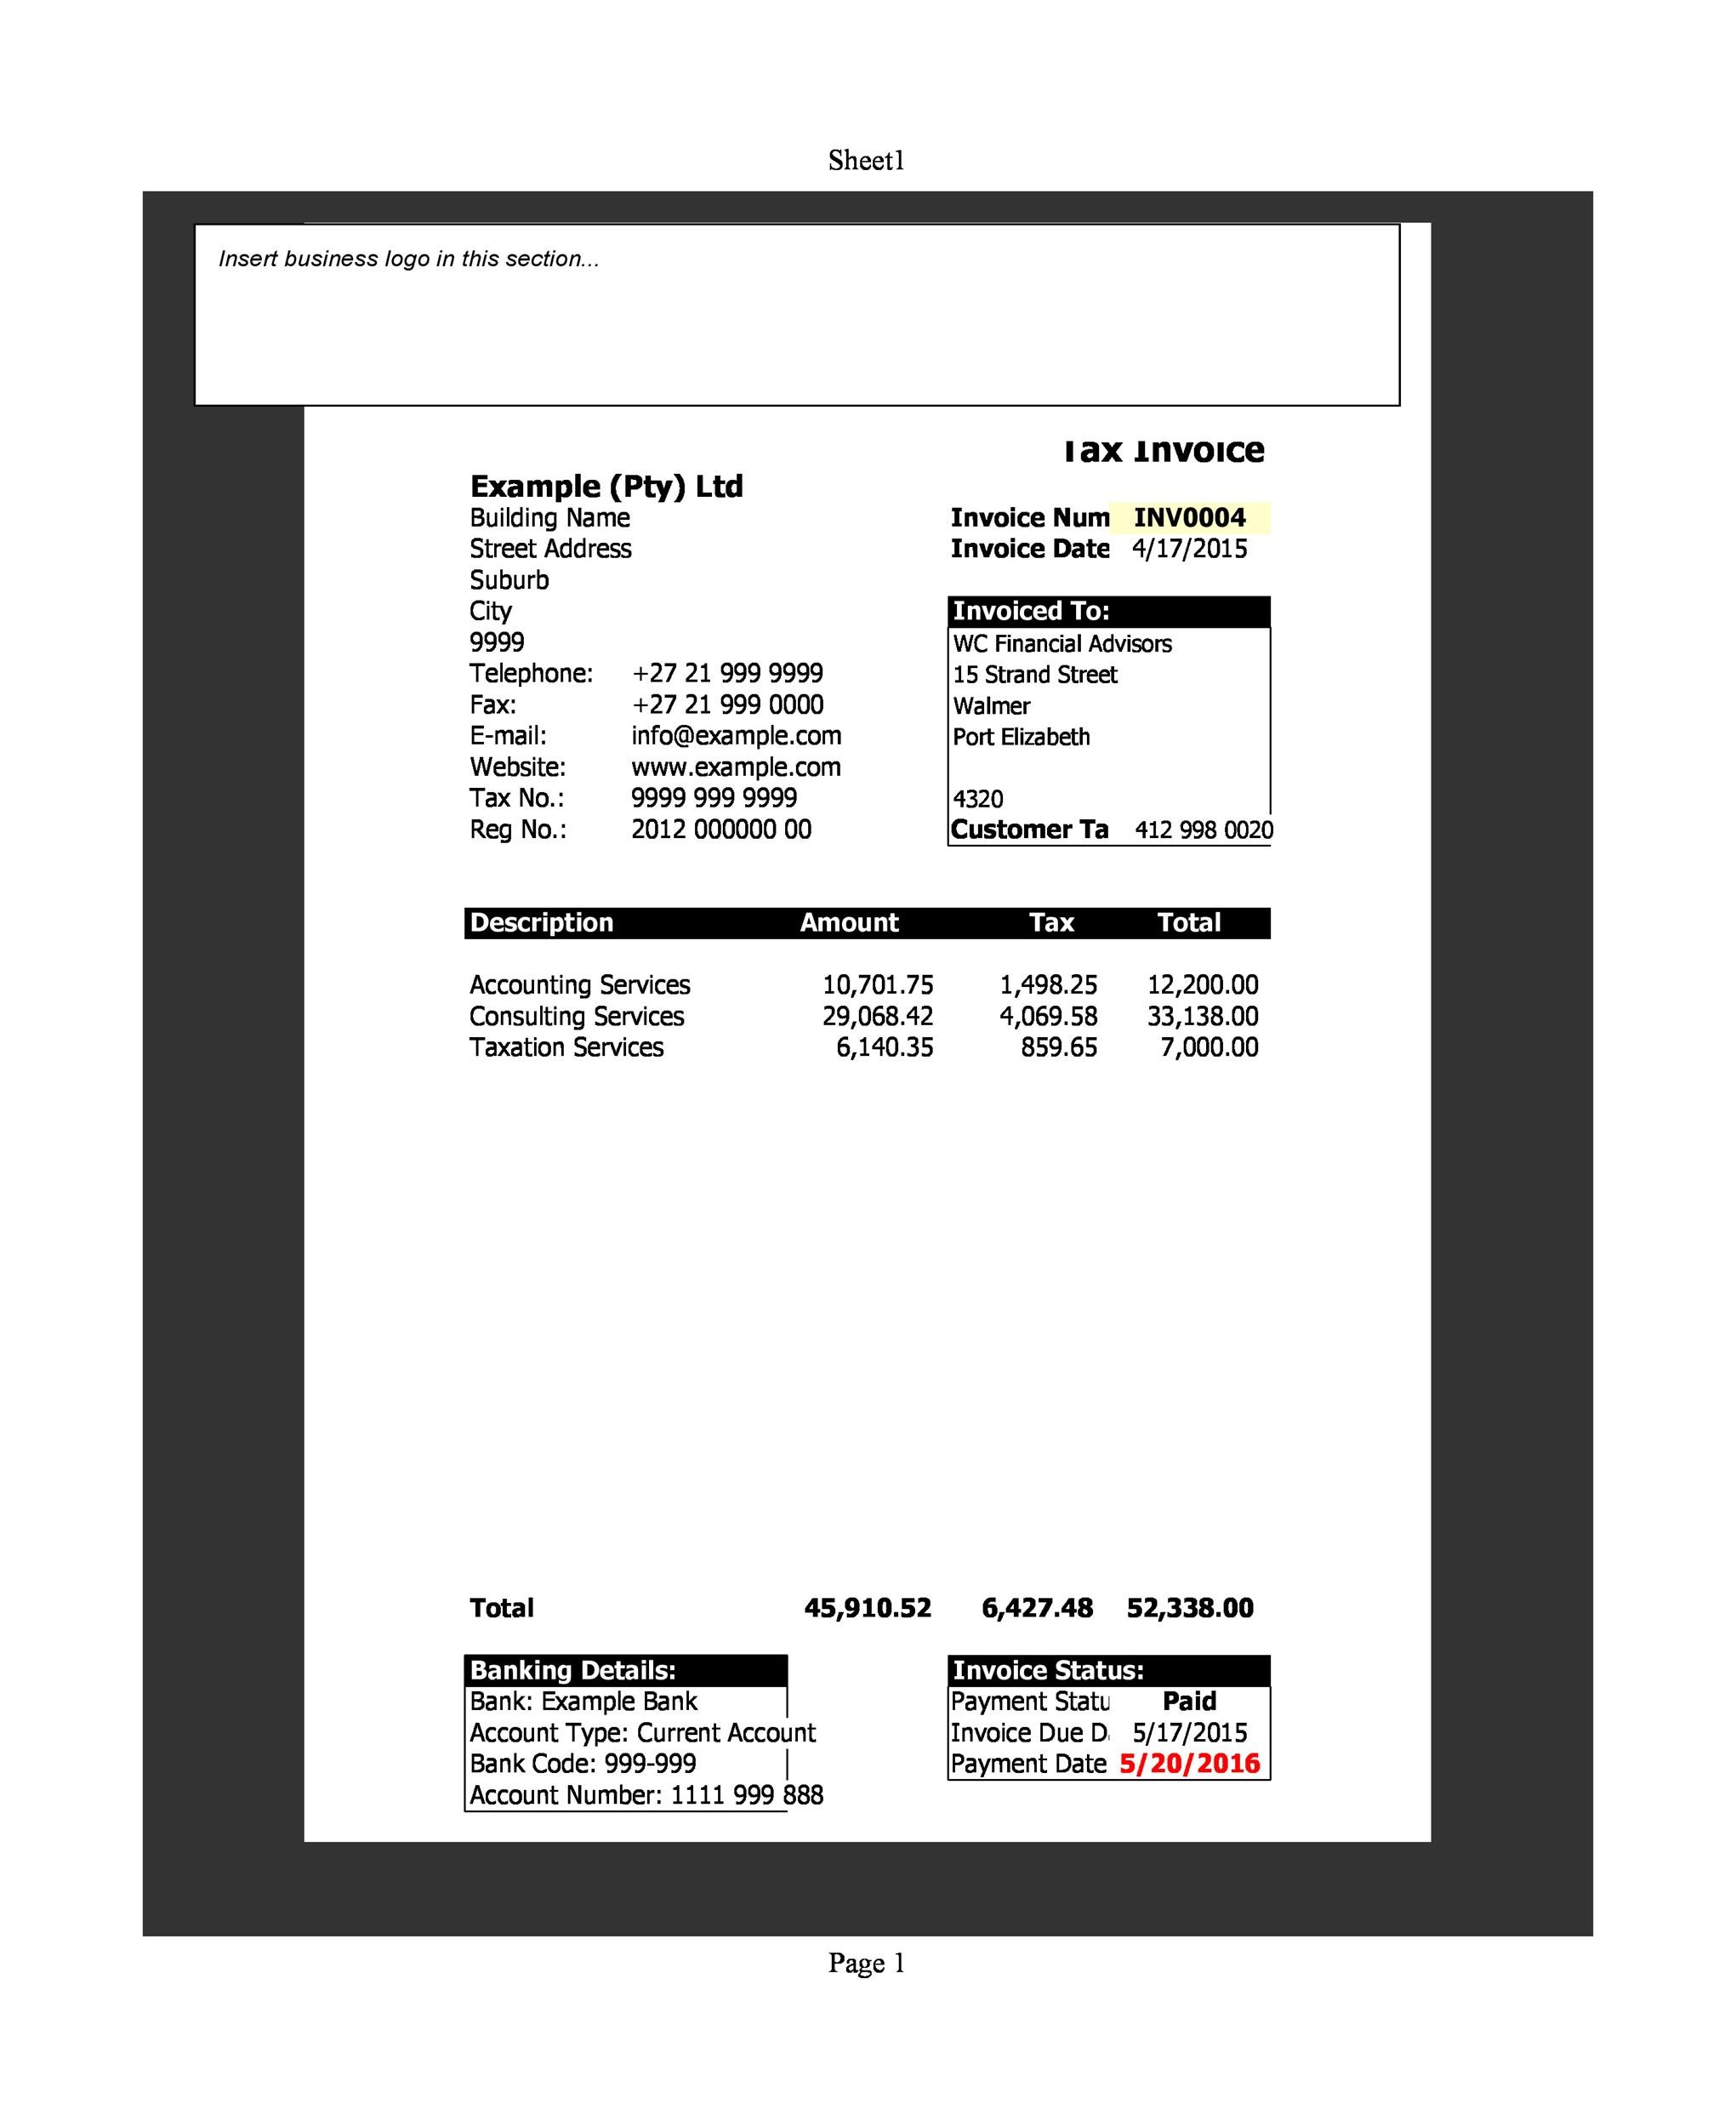 Sheet1
Insert business logo in this section...
Tax Invoice
Example (Pty) Ltd
Building Name
Invoice Num INV0004
Street Address
Invoice Date 4/17/2015
Suburb
City
9999
Telephone: +27 21 999 9999
Fax: +27 21 999 0000
E-mail: info@example.com
Website: www.example.com
Tax No.: 9999 999 9999
Reg No.: 2012 000000 00
Invoiced To:
WC Financial Advisors
15 Strand Street
Walmer
Port Elizabeth
4320
Customer Ta 412 998 0020
Description Amount Tax Total
Accounting Services 10,701.75 1,498.25 12,200.00
Consulting Services 29,068.42 4,069.58 33,138.00
Taxation Services 6,140.35 859.65 7,000.00
Total 45,910.52 6,427.48 52,338.00
Banking Details:
Bank: Example Bank
Account Type: Current Account
Bank Code: 999-999
Account Number: 1111 999 888
Invoice Status:
Payment Statu Paid
Invoice Due D 5/17/2015
Payment Date 5/20/2016
Page 1